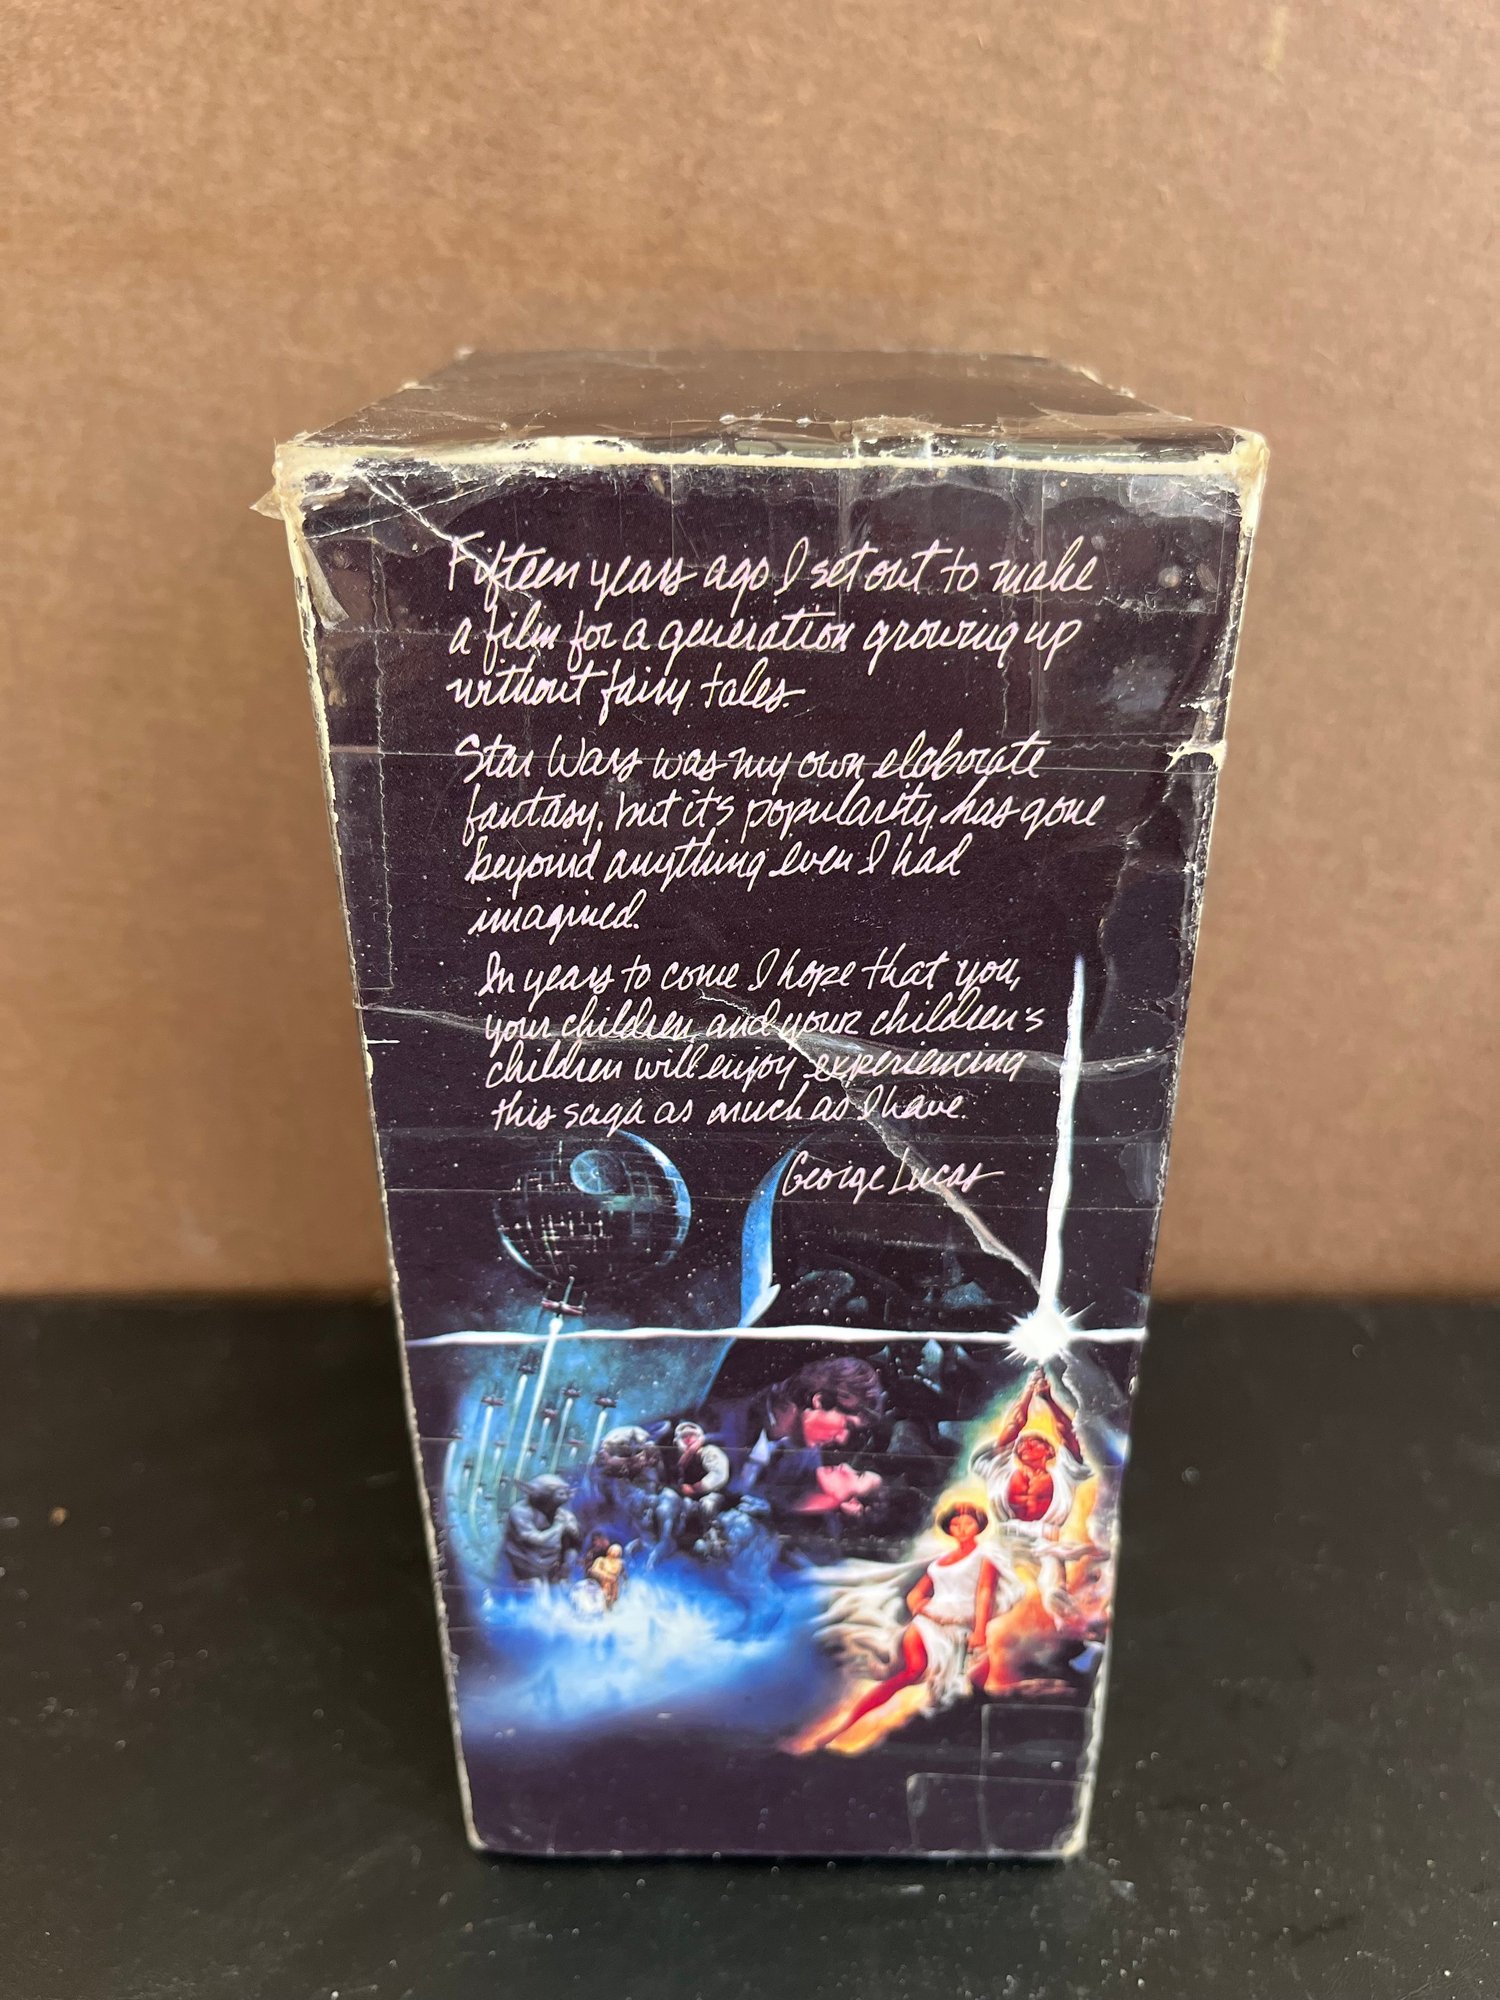 Fifteen years ago I set out to make
a film for a generation growing up
without fairy tales.
Star Wars was my own elaborate
fantasy, but it's popularity has gone
beyond anything even I had
imagined.
In years to come I hope that you,
your children, and your children's
children will enjoy experiencing
this saga as much as I have.
George Lucas